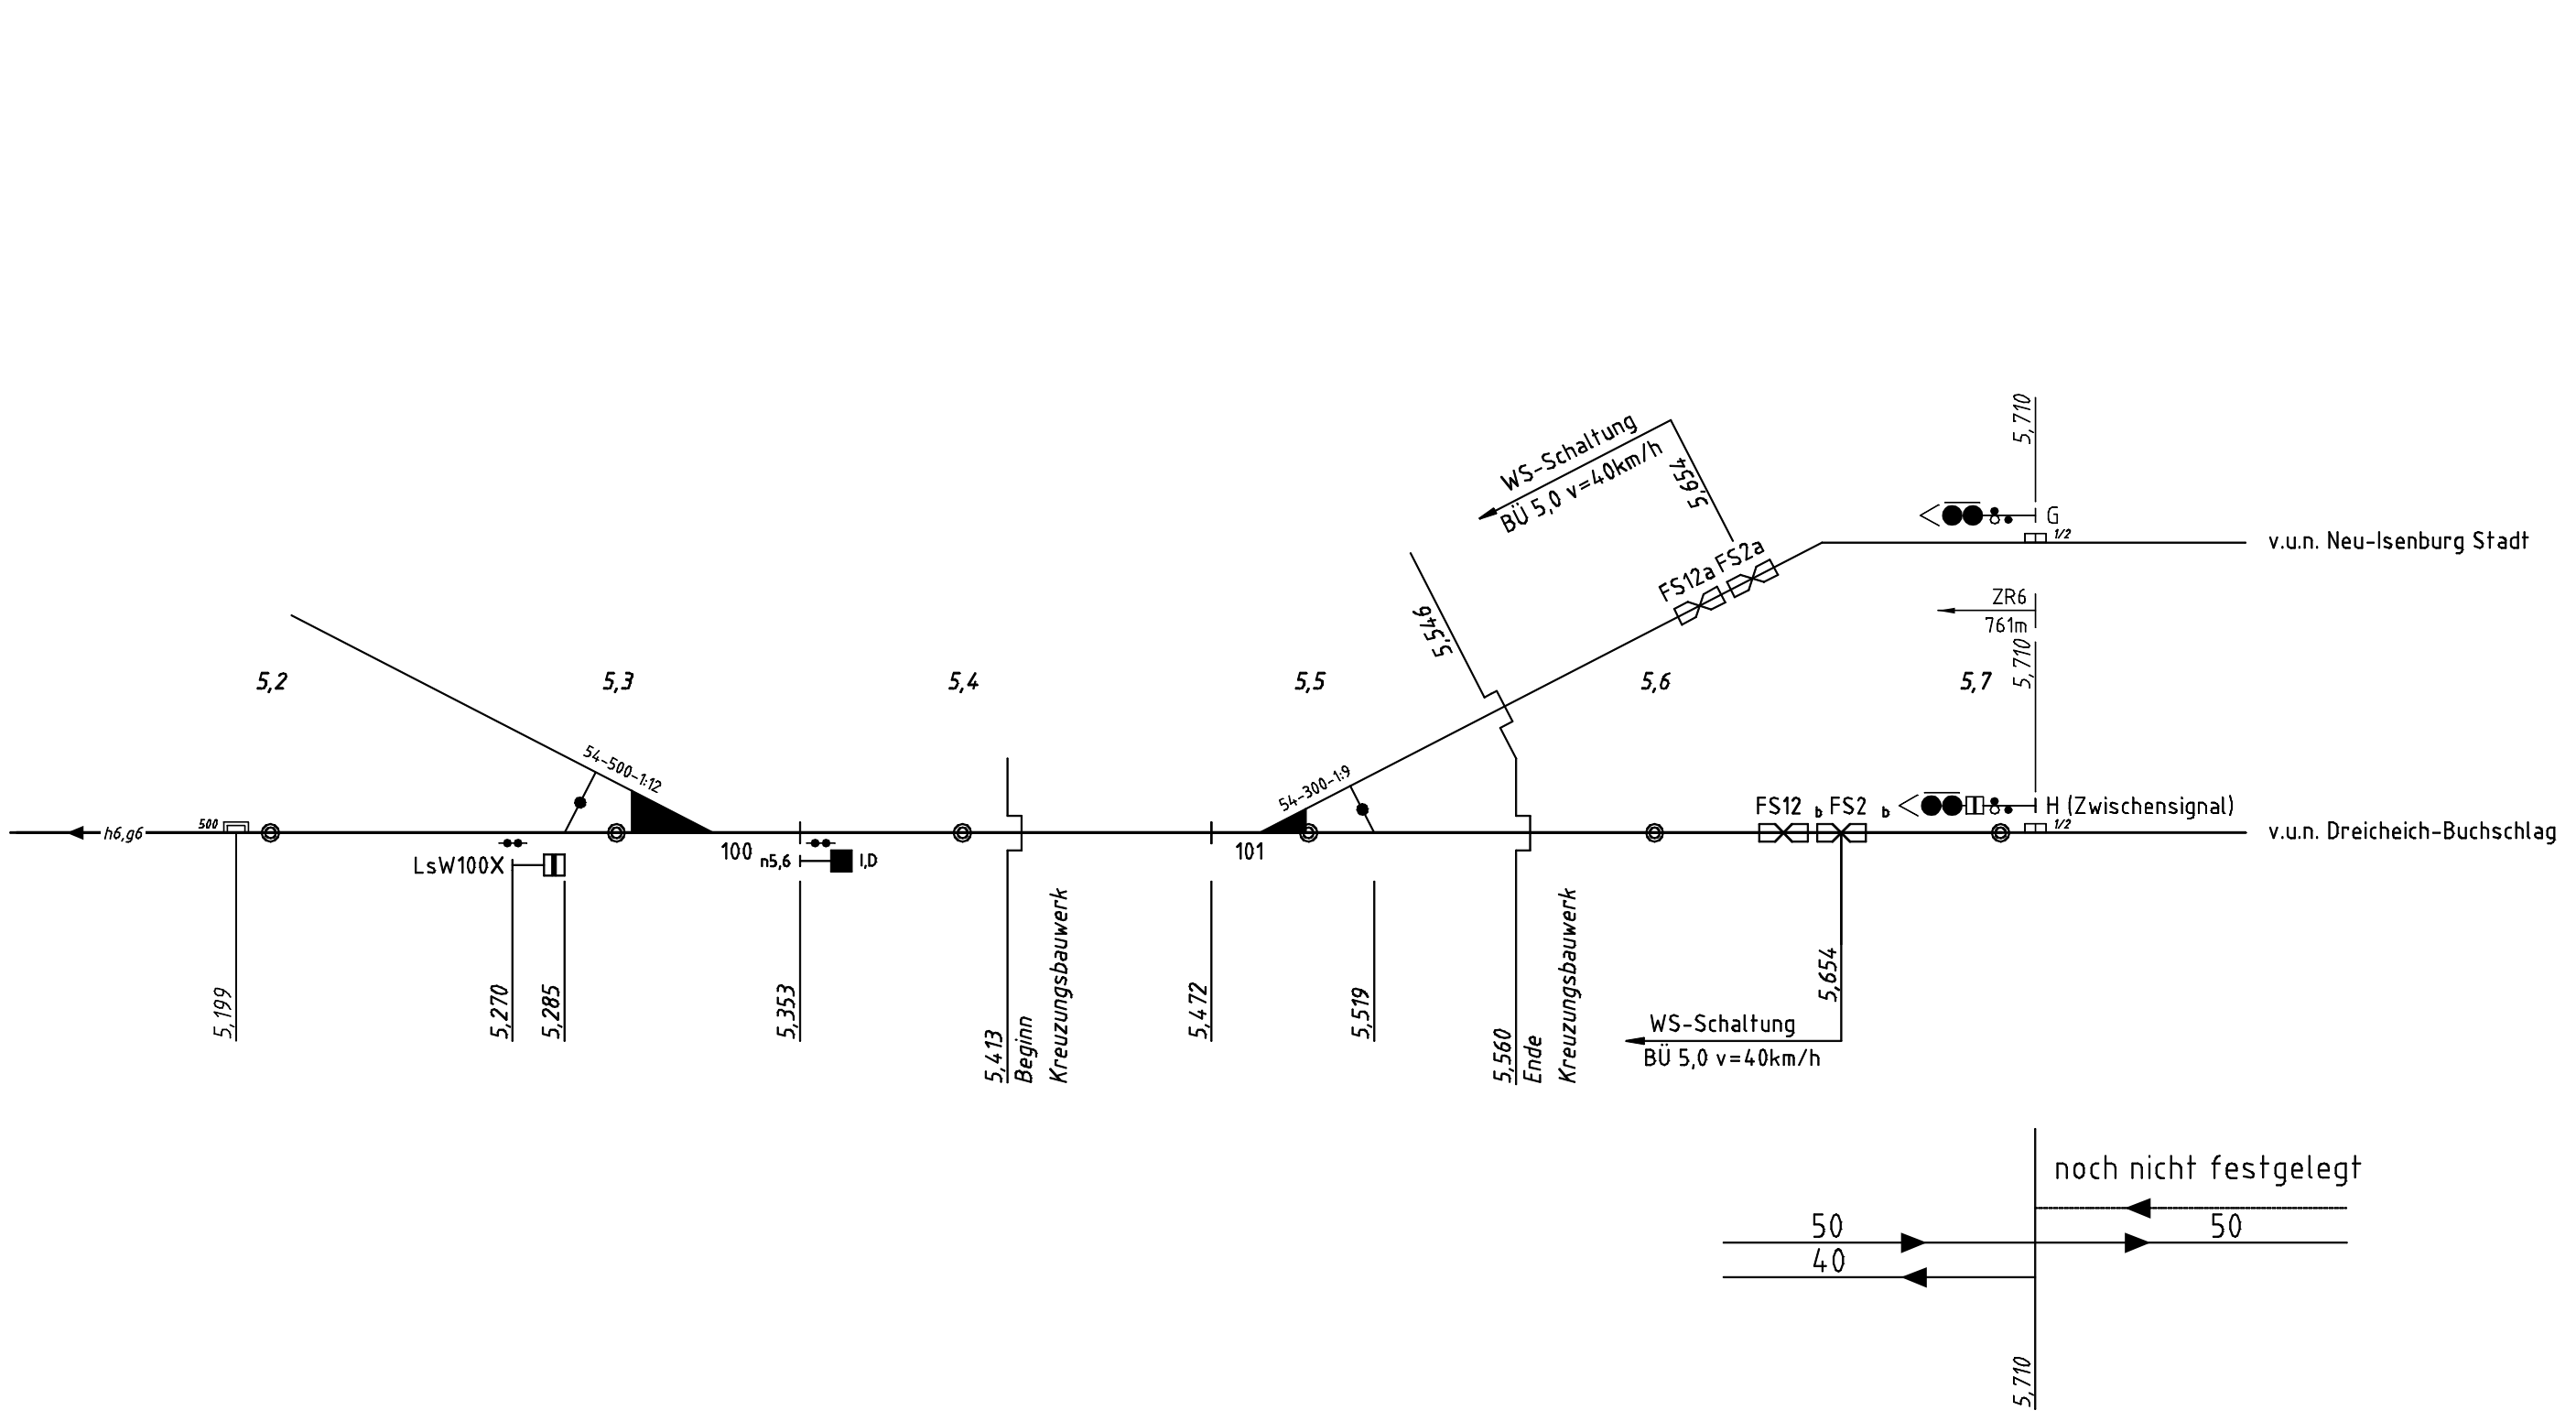 5,710
WS-Schaltung
BÜ 5,0 v=40km/h
5,654
G
1/2
v.u.n. Neu-Isenburg Stadt
FS12a FS2a
ZR6
761m
5,546
5,710
5,2
5,3
5,4
5,5
5,6
5,7
54-500-1:12
54-300-1:9
FS12 b FS2 b
H (Zwischensignal)
1/2
h6,g6
500
v.u.n. Dreicheich-Buchschlag
LsW100X
100
n5,6
I,D
101
5,199
5,270
5,285
5,353
5,413
Beginn
Kreuzungsbauwerk
5,472
5,519
5,560
Ende
Kreuzungsbauwerk
5,654
WS-Schaltung
BÜ 5,0 v=40km/h
noch nicht festgelegt
50
50
40
5,710